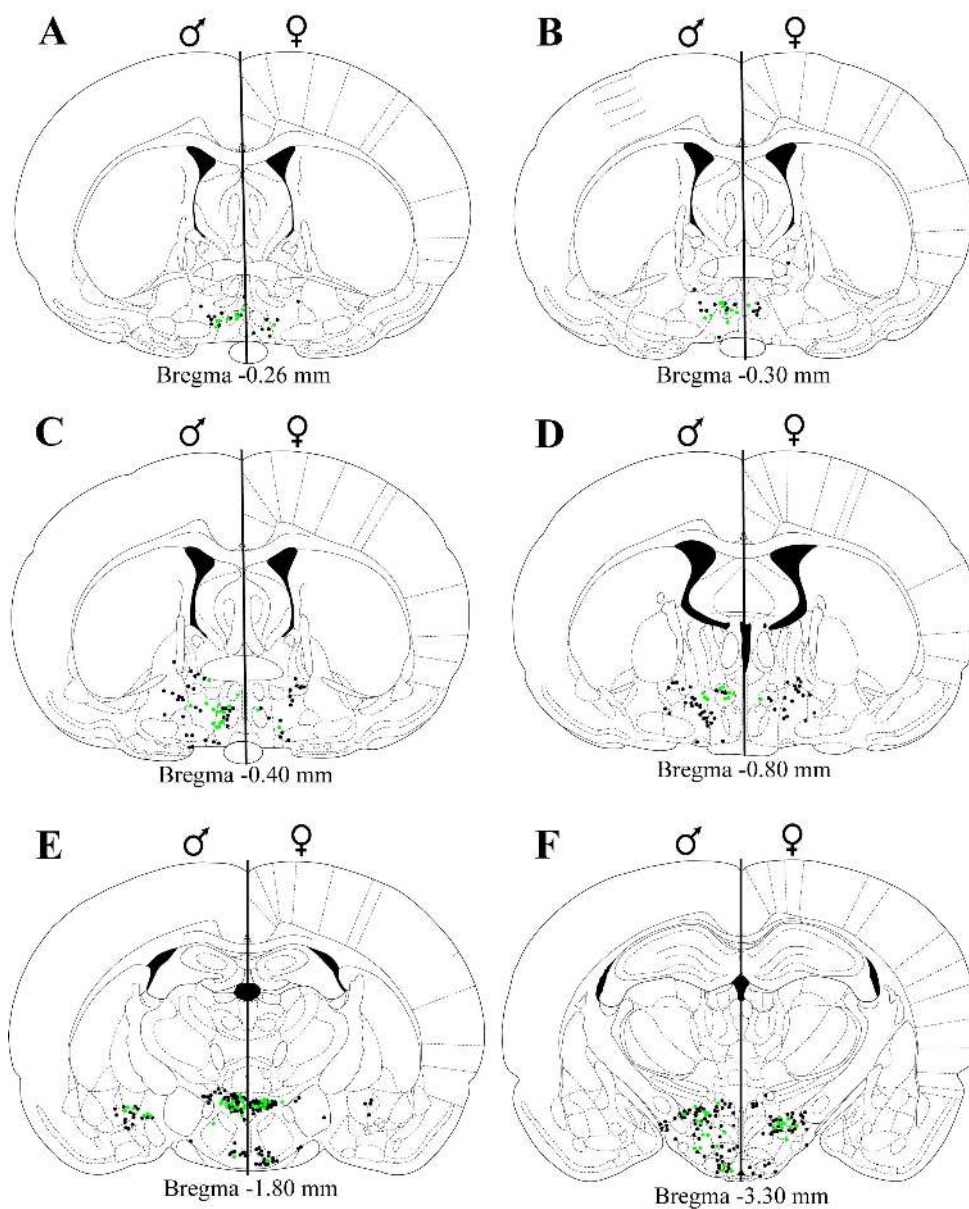 A ♂ ♀
Bregma -0.26 mm
B ♂ ♀
Bregma -0.30 mm
C ♂ ♀
Bregma -0.40 mm
D ♂ ♀
Bregma -0.80 mm
E ♂ ♀
Bregma -1.80 mm
F ♂ ♀
Bregma -3.30 mm